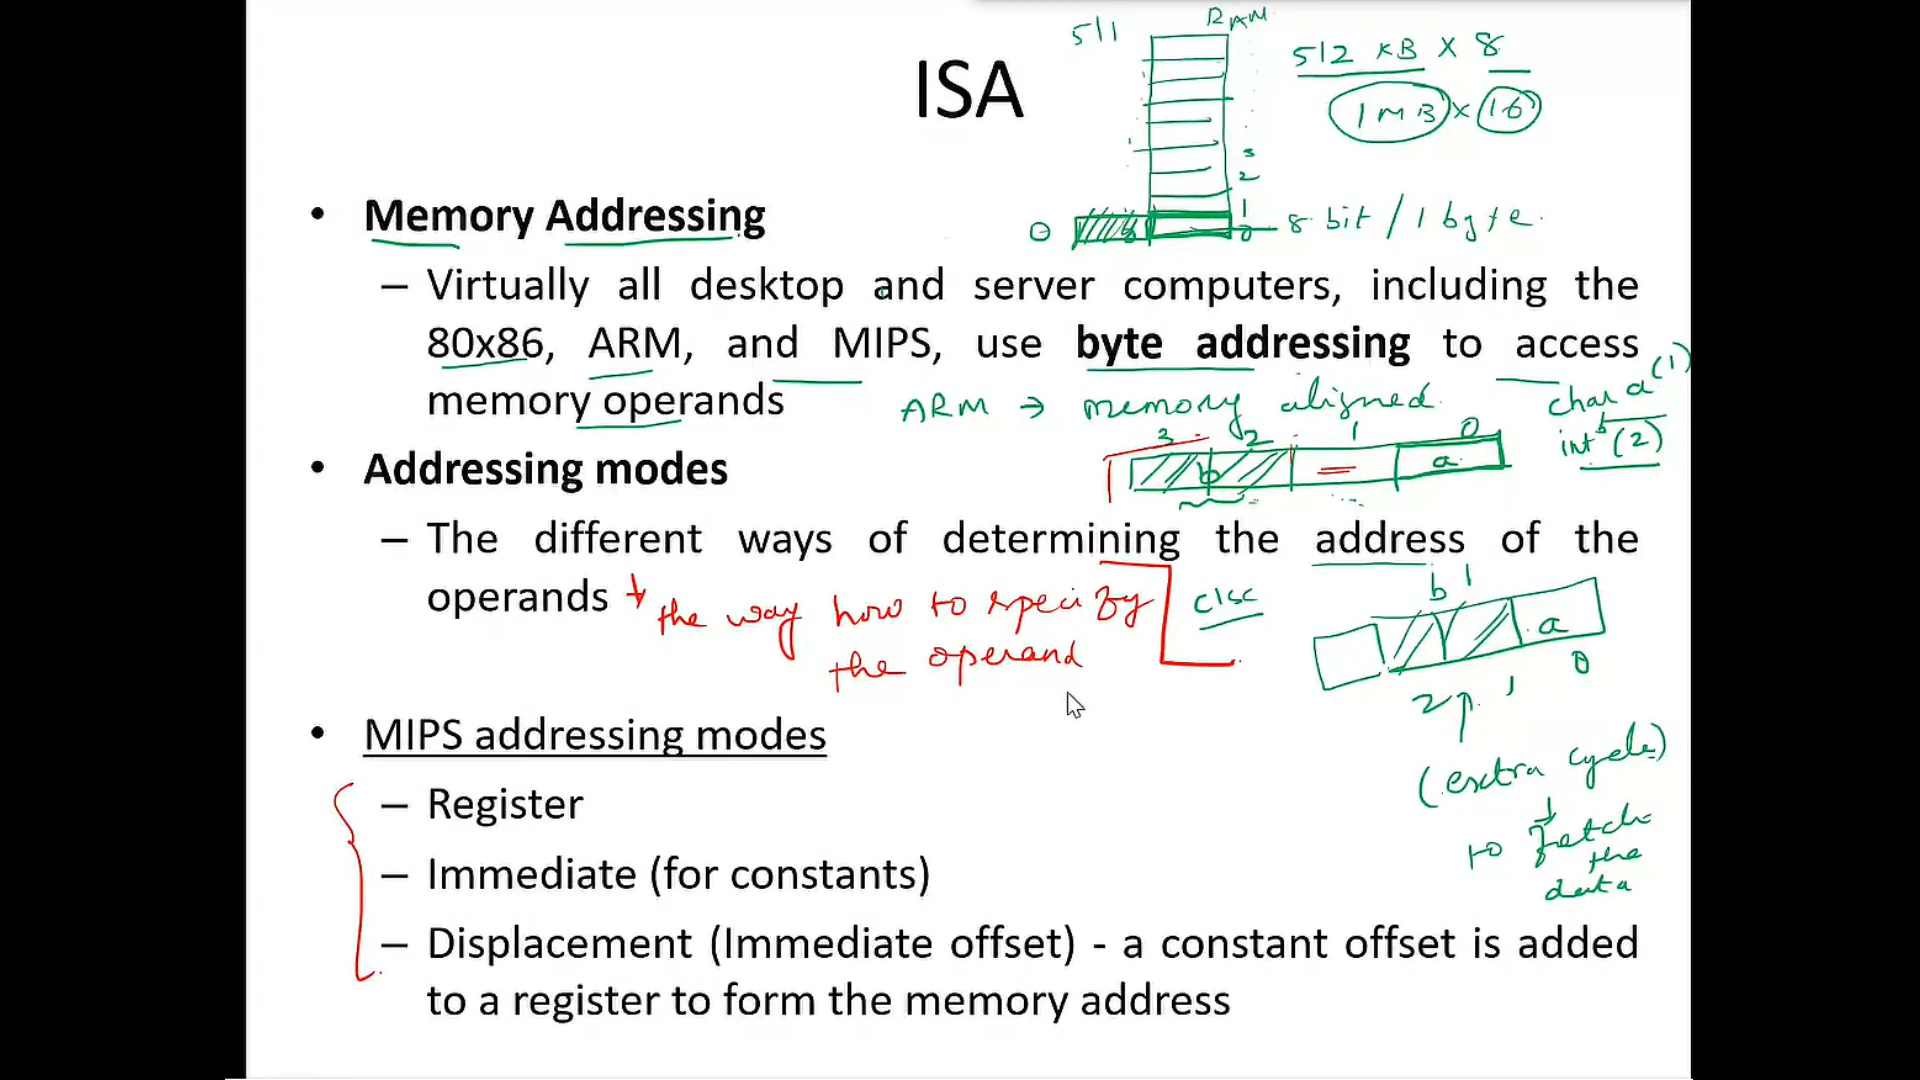 RAM
511
512 KB X 8
ISA
1 MB X 16
3
2
1
Memory Addressing
0
0
8 bit / 1 byte.
– Virtually all desktop and server computers, including the
80x86, ARM, and MIPS, use byte addressing to access
memory operands
ARM → memory aligned.
char a (1)
int b (2)
3 2 1 0
b a
• Addressing modes
– The different ways of determining the address of the
operands
the way how to specify
the operand
CISC
b 1
a
0
2 1
(extra cycle)
to fetch
the
data
• MIPS addressing modes
– Register
– Immediate (for constants)
– Displacement (Immediate offset) - a constant offset is added
to a register to form the memory address